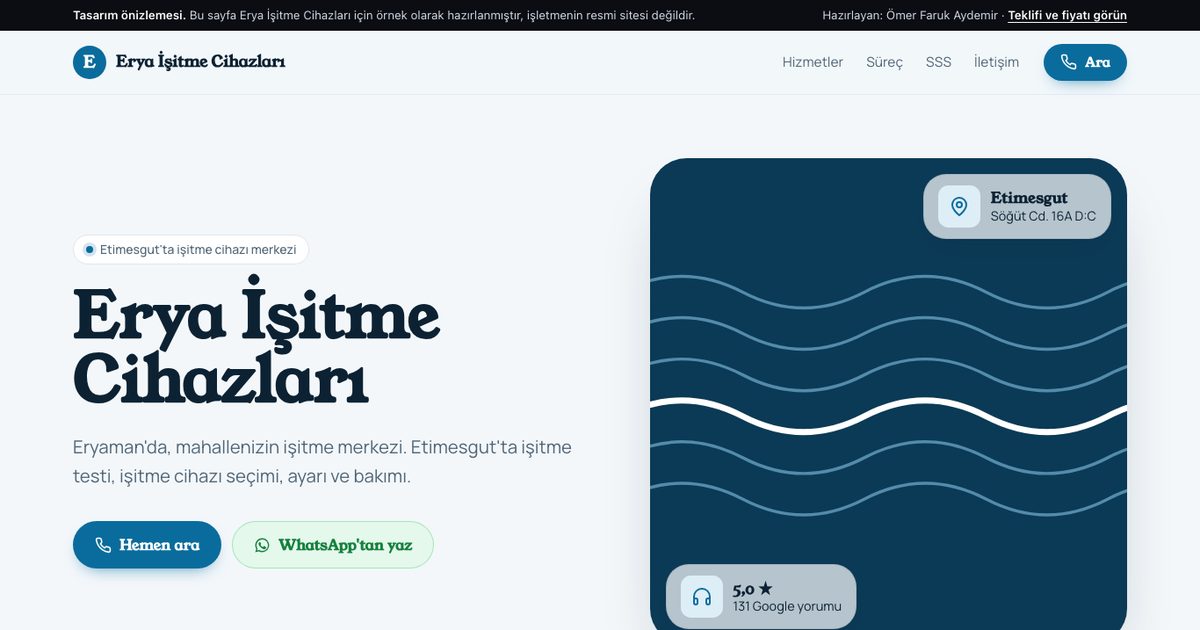 Tasarım önizlemesi. Bu sayfa Erya İşitme Cihazları için örnek olarak hazırlanmıştır, işletmenin resmi sitesi değildir.
Hazırlayan: Ömer Faruk Aydemir · Teklifi ve fiyatı görün
E Erya İşitme Cihazları
Hizmetler Süreç SSS İletişim Ara
Etimesgut'ta işitme cihazı merkezi
Erya İşitme
Cihazları
Eryaman'da, mahallenizin işitme merkezi. Etimesgut'ta işitme
testi, işitme cihazı seçimi, ayarı ve bakımı.
Hemen ara
WhatsApp'tan yaz
Etimesgut
Söğüt Cd. 16A D:C
5,0 ★
131 Google yorumu